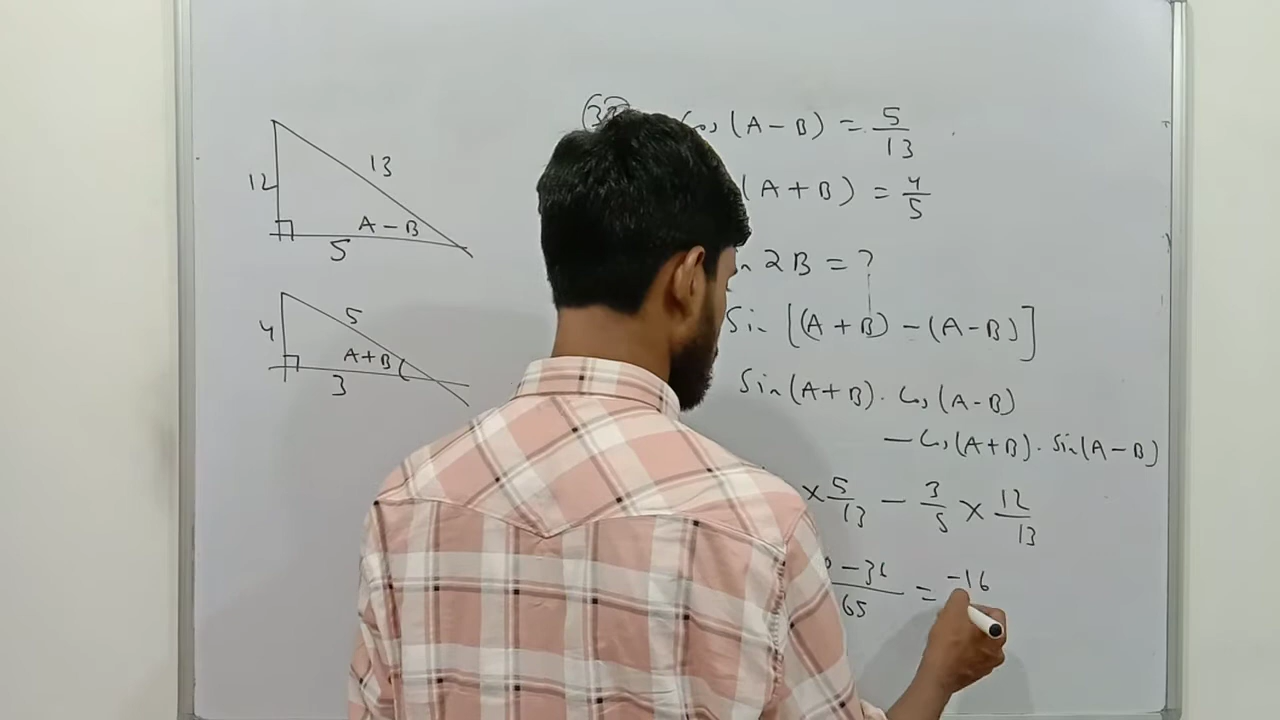 12
13
A - B
5
4
5
A+B
3
Cos (A - B) = 5/13
(A + B) = 4/5
2B = ?
Sin [(A + B) - (A - B)]
Sin(A + B) . Cos(A - B)
- Cos(A + B) . Sin(A - B)
× 5/13 - 3/5 × 12/13
- 36/65 = -16